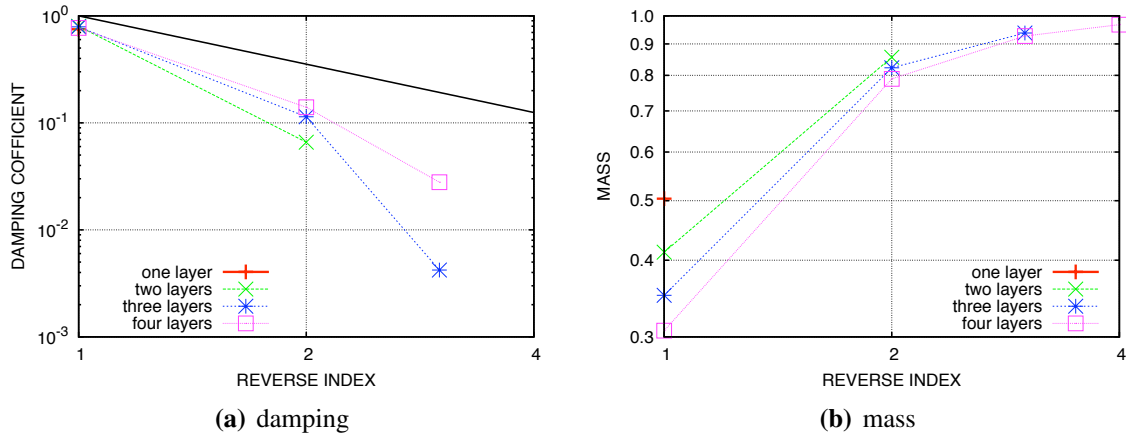 10^0
10^-1
10^-2
10^-3
DAMPING COFFICIENT
one layer
two layers
three layers
four layers
1
2
4
REVERSE INDEX
(a) damping
1.0
0.9
0.8
0.7
0.6
0.5
0.4
0.3
MASS
one layer
two layers
three layers
four layers
1
2
4
REVERSE INDEX
(b) mass